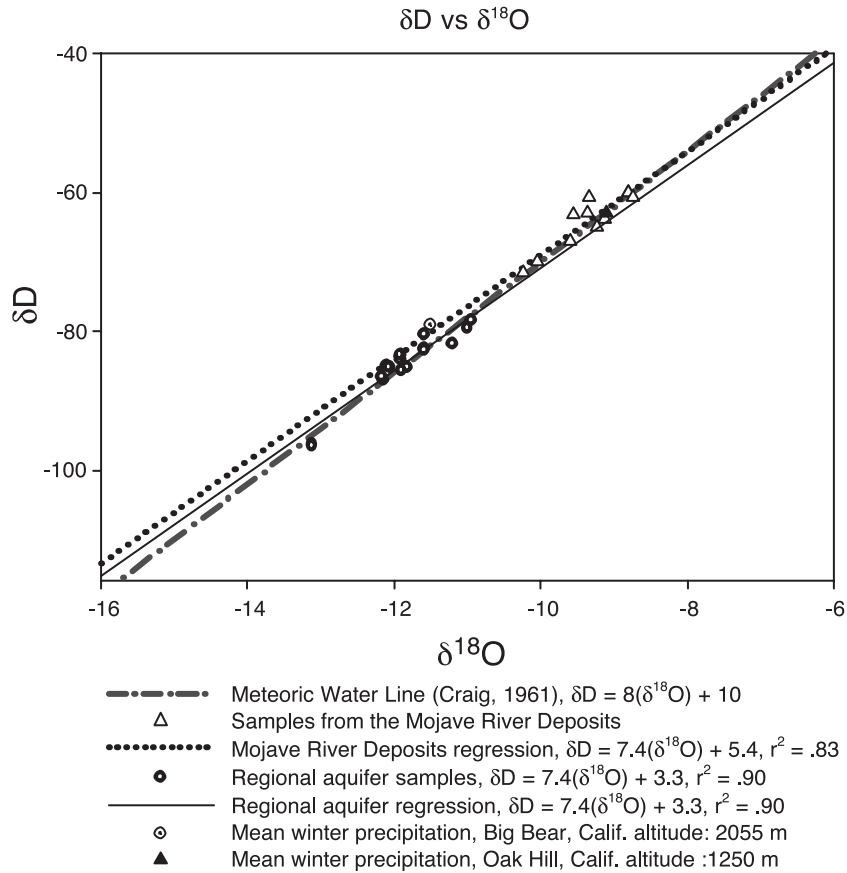 δD vs δ¹⁸O
-40
-60
-80
-100
δD
-16 -14 -12 -10 -8 -6
δ¹⁸O
Meteoric Water Line (Craig, 1961), δD = 8(δ¹⁸O) + 10
Samples from the Mojave River Deposits
Mojave River Deposits regression, δD = 7.4(δ¹⁸O) + 5.4, r² = .83
Regional aquifer samples, δD = 7.4(δ¹⁸O) + 3.3, r² = .90
Regional aquifer regression, δD = 7.4(δ¹⁸O) + 3.3, r² = .90
Mean winter precipitation, Big Bear, Calif. altitude: 2055 m
Mean winter precipitation, Oak Hill, Calif. altitude :1250 m